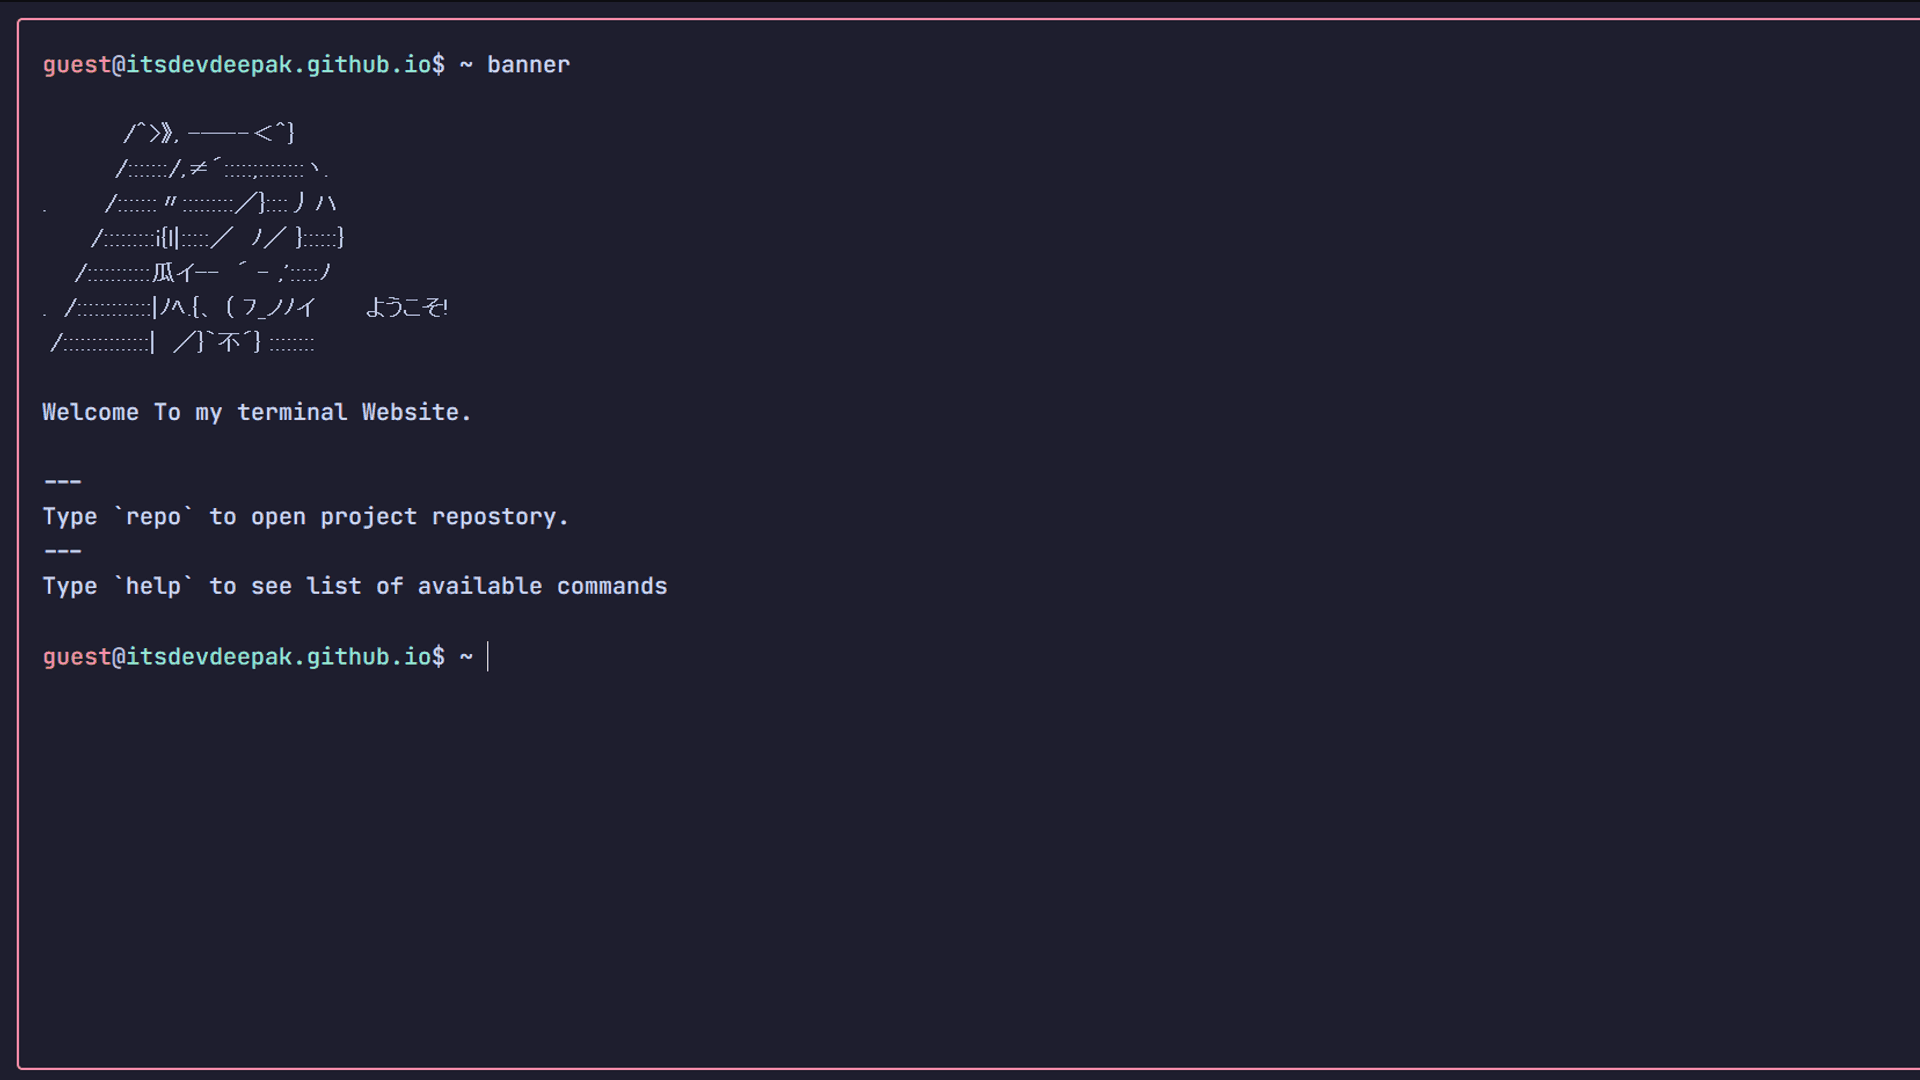 guest@itsdevdeepak.github.io$ ~ banner
/^>》, -―‐‐<^}
/:::::::/,≠´:::::;::::::::ヽ.
. /:::::::〃:::::::::／}::::丿ハ
/:::::::::i{l|:::::／ ﾉ／ }::::::}
/:::::::::::瓜イ-‐ ´ - ,':::::ﾉ
. /:::::::::::::|ﾉﾍ.{､ (ﾌ_ノﾉイ ようこそ!
/:::::::::::::::| ／}`不´} ::::::::
Welcome To my terminal Website.
---
Type `repo` to open project repostory.
---
Type `help` to see list of available commands
guest@itsdevdeepak.github.io$ ~